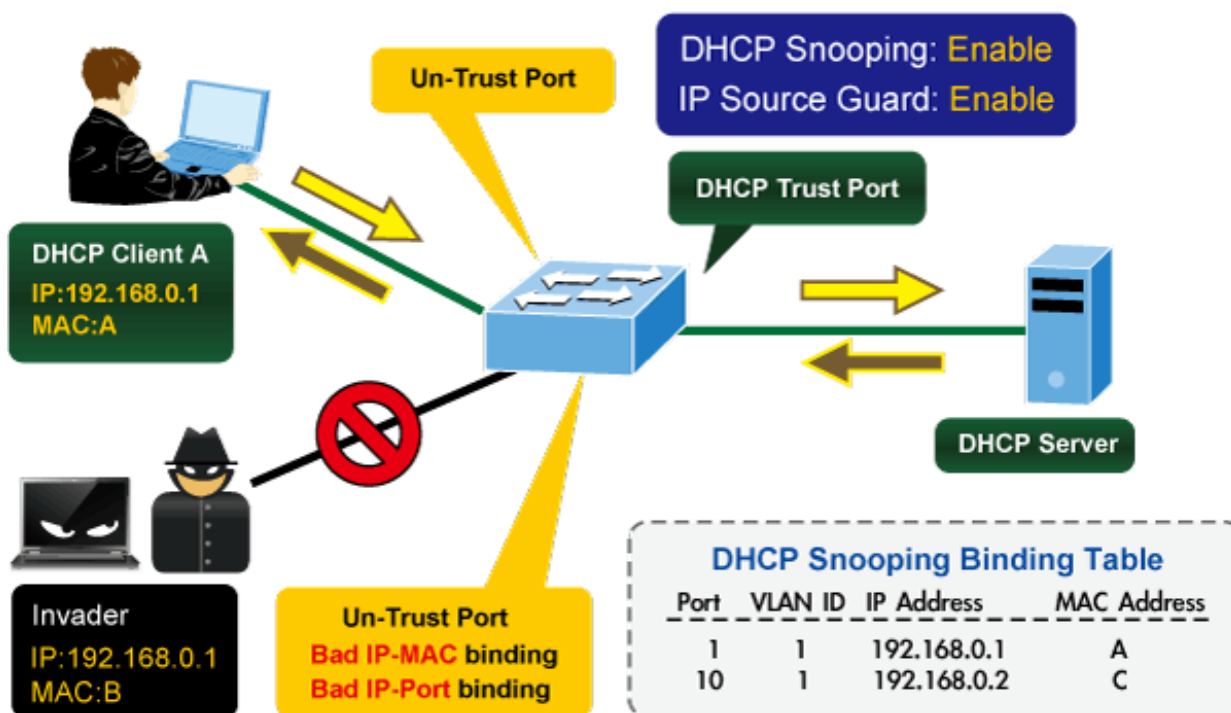 DHCP Snooping: Enable
IP Source Guard: Enable
Un-Trust Port
DHCP Trust Port
DHCP Client A
IP:192.168.0.1
MAC:A
DHCP Server
Invader
IP:192.168.0.1
MAC:B
Un-Trust Port
Bad IP-MAC binding
Bad IP-Port binding
DHCP Snooping Binding Table
Port VLAN ID IP Address MAC Address
1 1 192.168.0.1 A
10 1 192.168.0.2 C